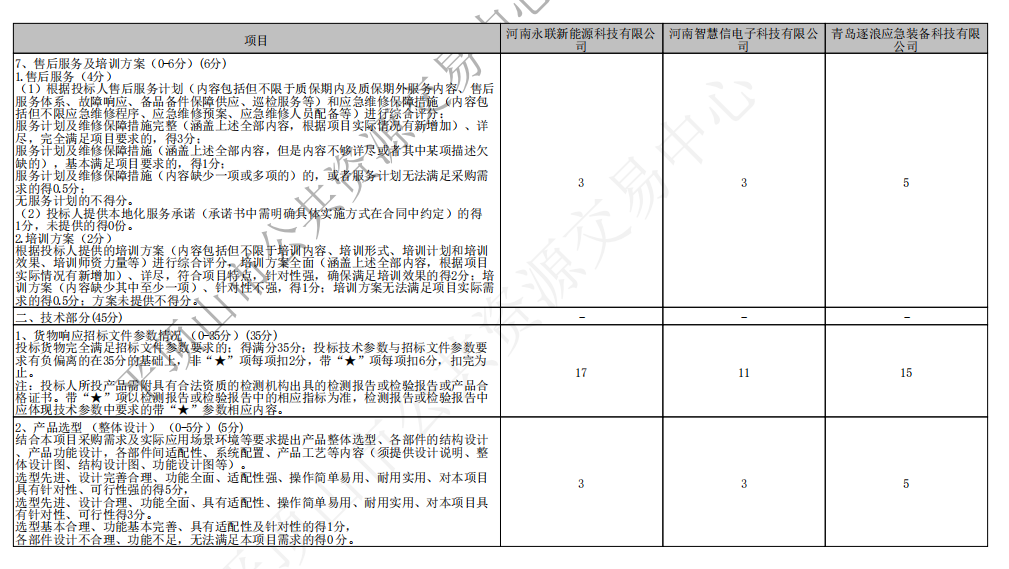 项目
河南永联新能源科技有限公
司
河南智慧信电子科技有限公
司
青岛逐浪应急装备科技有限
公司
7、售后服务及培训方案（0-6分）(6分)
1.售后服务（4分）
（1）根据投标人售后服务计划（内容包括但不限于质保期内及质保期外服务内容、售后
服务体系、故障响应、备品备件保障供应、巡检服务等）和应急维修保障措施（内容包
括但不限应急维修程序、应急维修预案、应急维修人员配备等）进行综合评分；
服务计划及维修保障措施完整（涵盖上述全部内容，根据项目实际情况有新增加）、详
尽，完全满足项目要求的，得3分；
服务计划及维修保障措施（涵盖上述全部内容，但是内容不够详尽或者其中某项描述欠
缺的），基本满足项目要求的，得1分；
服务计划及维修保障措施（内容缺少一项或多项的）的，或者服务计划无法满足采购需
求的得0.5分；
无服务计划的不得分。
（2）投标人提供本地化服务承诺（承诺书中需明确具体实施方式在合同中约定）的得
1分，未提供的得0份。
2.培训方案（2分）
根据投标人提供的培训方案（内容包括但不限于培训内容、培训形式、培训计划和培训
效果、培训师资力量等）进行综合评分，培训方案全面（涵盖上述全部内容，根据项目
实际情况有新增加）、详尽，符合项目特点，针对性强，确保满足培训效果的得2分；培
训方案（内容缺少其中至少一项）、针对性不强，得1分；培训方案无法满足项目实际需
求的得0.5分；方案未提供不得分。
3
3
5
二、技术部分(45分)
-
-
-
1、货物响应招标文件参数情况（0-35分）(35分)
投标货物完全满足招标文件参数要求的；得满分35分；投标技术参数与招标文件参数要
求有负偏离的在35分的基础上，非“★”项每项扣2分，带“★”项每项扣6分，扣完为
止。
注：投标人所投产品需附具有合法资质的检测机构出具的检测报告或检验报告或产品合
格证书。带“★”项以检测报告或检验报告中的相应指标为准，检测报告或检验报告中
应体现技术参数中要求的带“★”参数相应内容。
17
11
15
2、产品选型（整体设计）（0-5分）(5分)
结合本项目采购需求及实际应用场景环境等要求提出产品整体选型、各部件的结构设计
、产品功能设计，各部件间适配性、系统配置、产品工艺等内容（须提供设计说明、整
体设计图、结构设计图、功能设计图等）。
选型先进、设计完善合理、功能全面、适配性强、操作简单易用、耐用实用、对本项目
具有针对性、可行性强的得5分，
选型先进、设计合理、功能全面、具有适配性、操作简单易用、耐用实用、对本项目具
有针对性、可行性得3分。
选型基本合理、功能基本完善、具有适配性及针对性的得1分，
各部件设计不合理、功能不足，无法满足本项目需求的得0分。
3
3
5
平顶山市公共资源交易中心